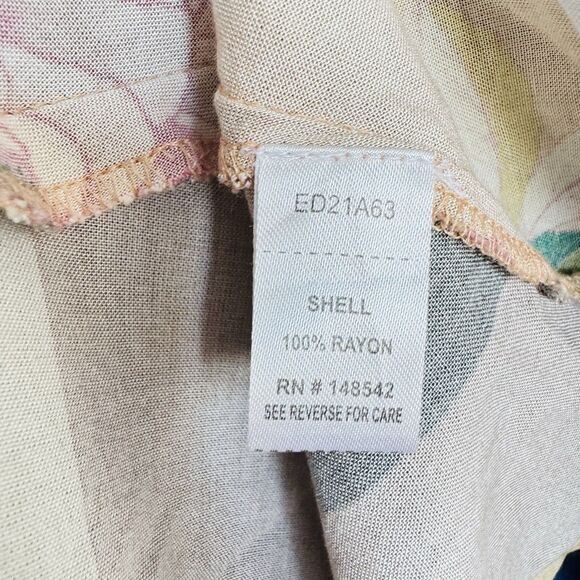 ED21A63
SHELL
100% RAYON
RN # 148542
SEE REVERSE FOR CARE